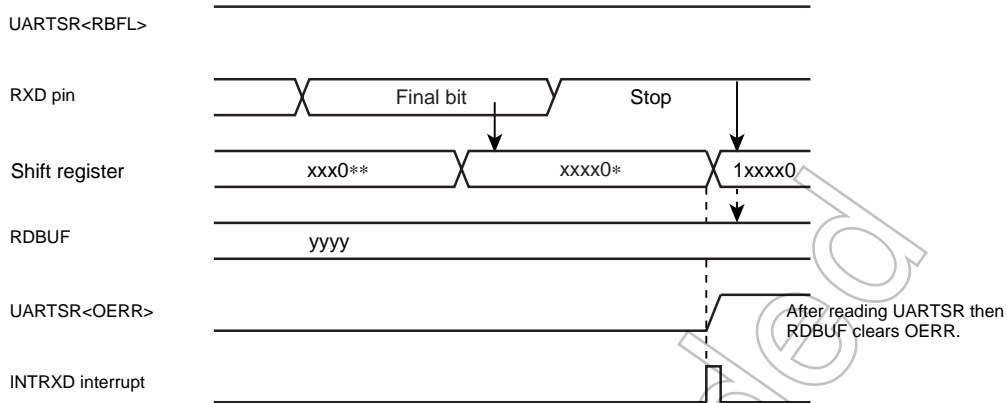 UARTSR<RBFL>
RXD pin
Final bit
Stop
Shift register
xxx0**
xxxx0*
1xxxx0
RDBUF
yyyy
UARTSR<OERR>
After reading UARTSR then
RDBUF clears OERR.
INTRXD interrupt